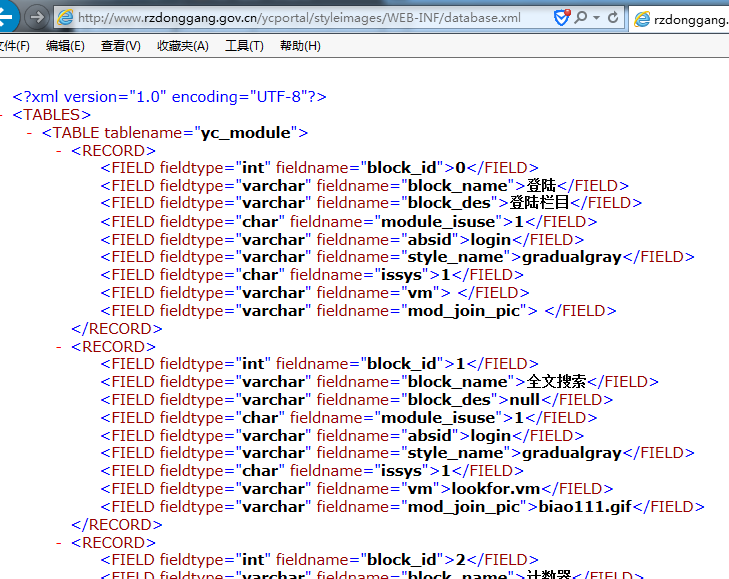 http://www.rzdonggang.gov.cn/ycportal/styleimages/WEB-INF/database.xml
rzdonggang.
文件(F) 编辑(E) 查看(V) 收藏夹(A) 工具(T) 帮助(H)
<?xml version="1.0" encoding="UTF-8"?>
- <TABLES>
- <TABLE tablename="yc_module">
- <RECORD>
<FIELD fieldtype="int" fieldname="block_id">0</FIELD>
<FIELD fieldtype="varchar" fieldname="block_name">登陆</FIELD>
<FIELD fieldtype="varchar" fieldname="block_des">登陆栏目</FIELD>
<FIELD fieldtype="char" fieldname="module_isuse">1</FIELD>
<FIELD fieldtype="varchar" fieldname="absid">login</FIELD>
<FIELD fieldtype="varchar" fieldname="style_name">gradualgray</FIELD>
<FIELD fieldtype="char" fieldname="issys">1</FIELD>
<FIELD fieldtype="varchar" fieldname="vm"> </FIELD>
<FIELD fieldtype="varchar" fieldname="mod_join_pic"> </FIELD>
</RECORD>
- <RECORD>
<FIELD fieldtype="int" fieldname="block_id">1</FIELD>
<FIELD fieldtype="varchar" fieldname="block_name">全文搜索</FIELD>
<FIELD fieldtype="varchar" fieldname="block_des">null</FIELD>
<FIELD fieldtype="char" fieldname="module_isuse">1</FIELD>
<FIELD fieldtype="varchar" fieldname="absid">login</FIELD>
<FIELD fieldtype="varchar" fieldname="style_name">gradualgray</FIELD>
<FIELD fieldtype="char" fieldname="issys">1</FIELD>
<FIELD fieldtype="varchar" fieldname="vm">lookfor.vm</FIELD>
<FIELD fieldtype="varchar" fieldname="mod_join_pic">biao111.gif</FIELD>
</RECORD>
- <RECORD>
<FIELD fieldtype="int" fieldname="block_id">2</FIELD>
<FIELD fieldtype="varchar" fieldname="block_name">计数器</FIELD>